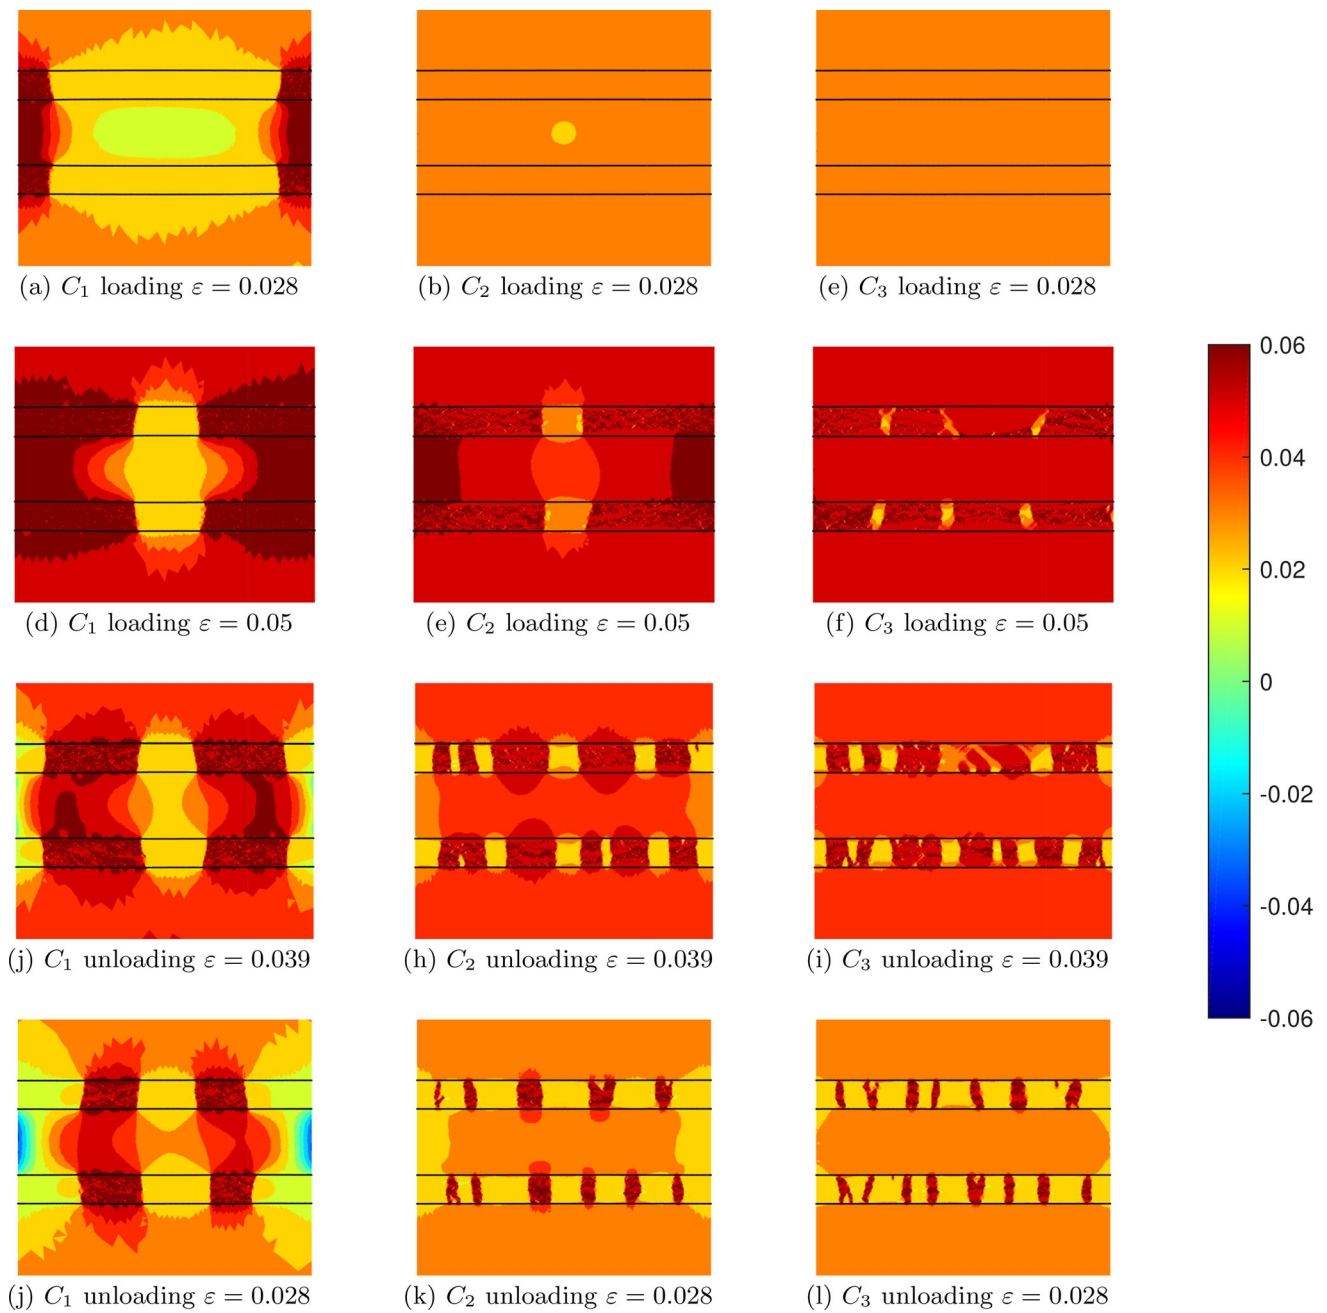 (a) C₁ loading ε = 0.028
(b) C₂ loading ε = 0.028
(e) C₃ loading ε = 0.028
0.06
0.04
0.02
0
-0.02
-0.04
-0.06
(d) C₁ loading ε = 0.05
(e) C₂ loading ε = 0.05
(f) C₃ loading ε = 0.05
(j) C₁ unloading ε = 0.039
(h) C₂ unloading ε = 0.039
(i) C₃ unloading ε = 0.039
(j) C₁ unloading ε = 0.028
(k) C₂ unloading ε = 0.028
(l) C₃ unloading ε = 0.028